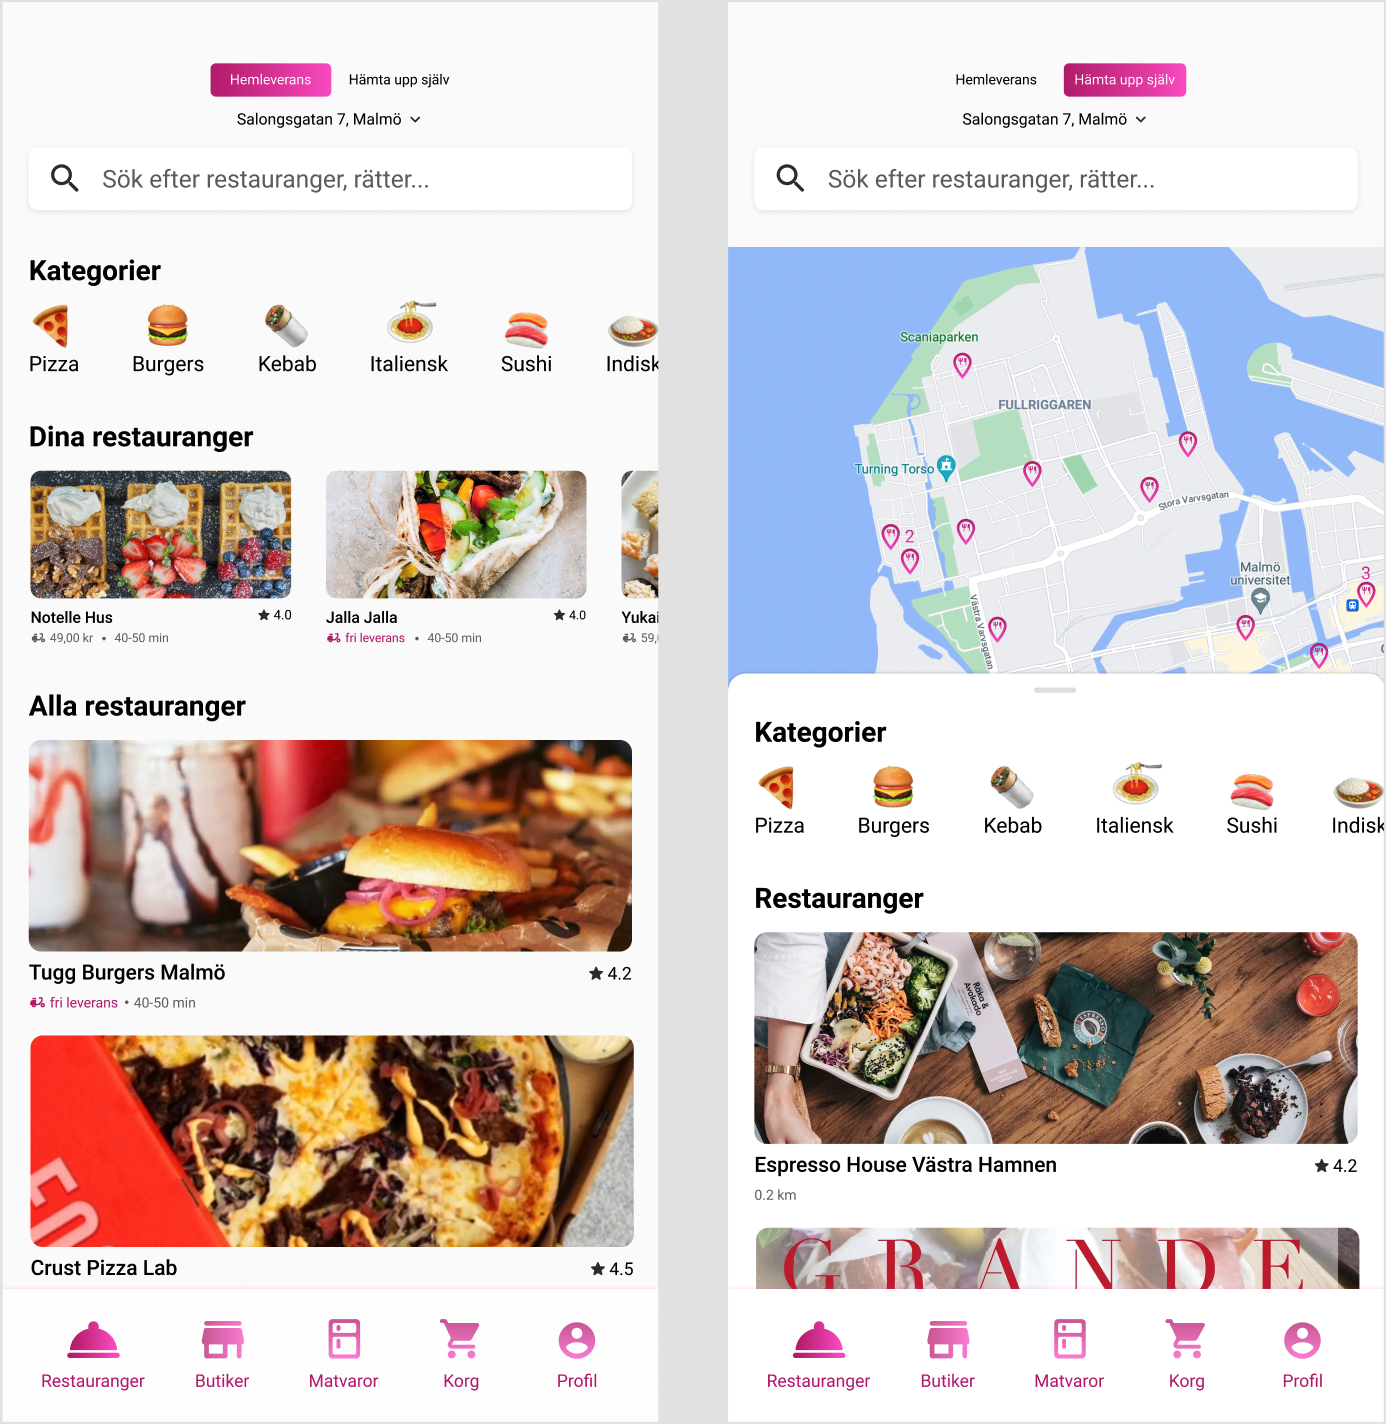 Hemleverans Hämta upp själv
Salongsgatan 7, Malmö
Sök efter restauranger, rätter...
Kategorier
Pizza Burgers Kebab Italiensk Sushi Indisk
Dina restauranger
Notelle Hus 4.0
49,00 kr • 40-50 min
Jalla Jalla 4.0
fri leverans • 40-50 min
Yukai
59,
Alla restauranger
Tugg Burgers Malmö 4.2
fri leverans • 40-50 min
Crust Pizza Lab 4.5
Restauranger Butiker Matvaror Korg Profil
Hemleverans Hämta upp själv
Salongsgatan 7, Malmö
Sök efter restauranger, rätter...
Scaniaparken
FULLRIGGAREN
Turning Torso
Stora Varvsgatan
2
Malmö
universitet
3
Västra Varvsgatan
Kategorier
Pizza Burgers Kebab Italiensk Sushi Indisk
Restauranger
Räka &
Avokado
ESPRESSO
Espresso House Västra Hamnen 4.2
0.2 km
GRANDE
Restauranger Butiker Matvaror Korg Profil